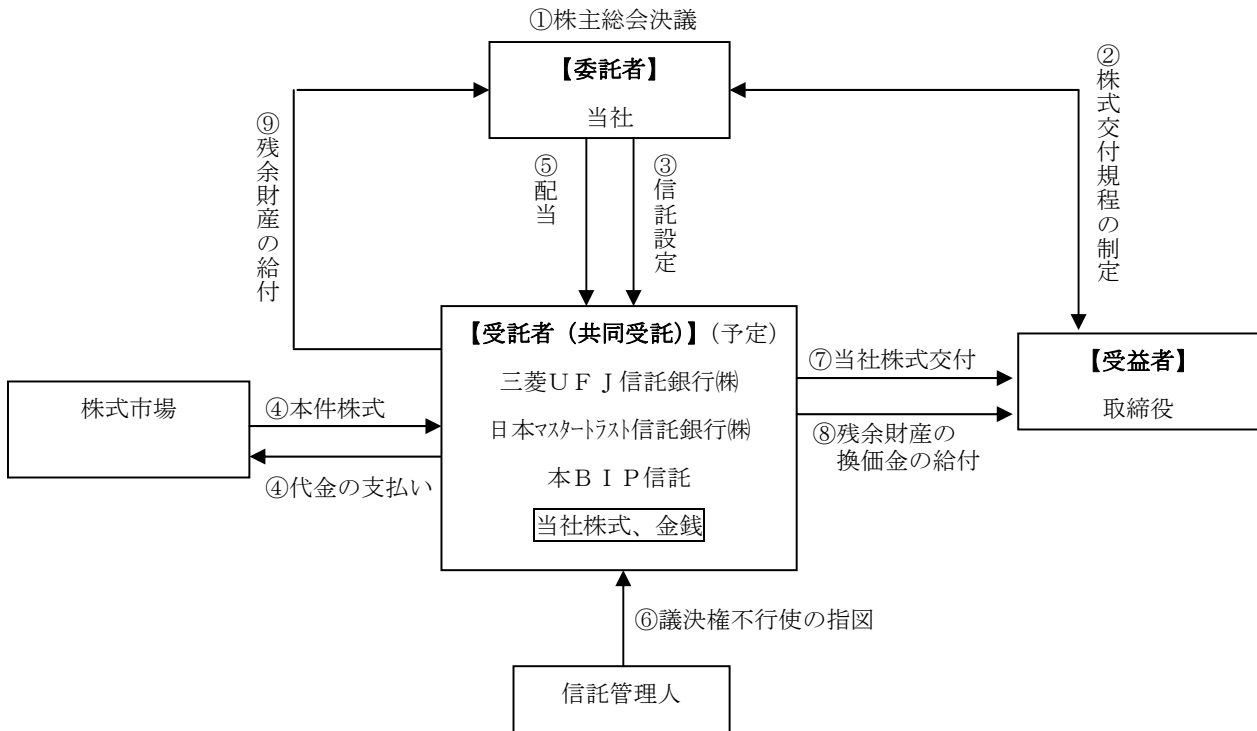 ①株主総会決議
【委託者】
当社
②株式交付規程の制定
⑨残余財産の給付
⑤配当
③信託設定
【受託者（共同受託）】（予定）
三菱ＵＦＪ信託銀行㈱
日本ﾏｽﾀｰﾄﾗｽﾄ信託銀行㈱
本ＢＩＰ信託
当社株式、金銭
株式市場
④本件株式
④代金の支払い
⑦当社株式交付
⑧残余財産の
換価金の給付
【受益者】
取締役
⑥議決権不行使の指図
信託管理人